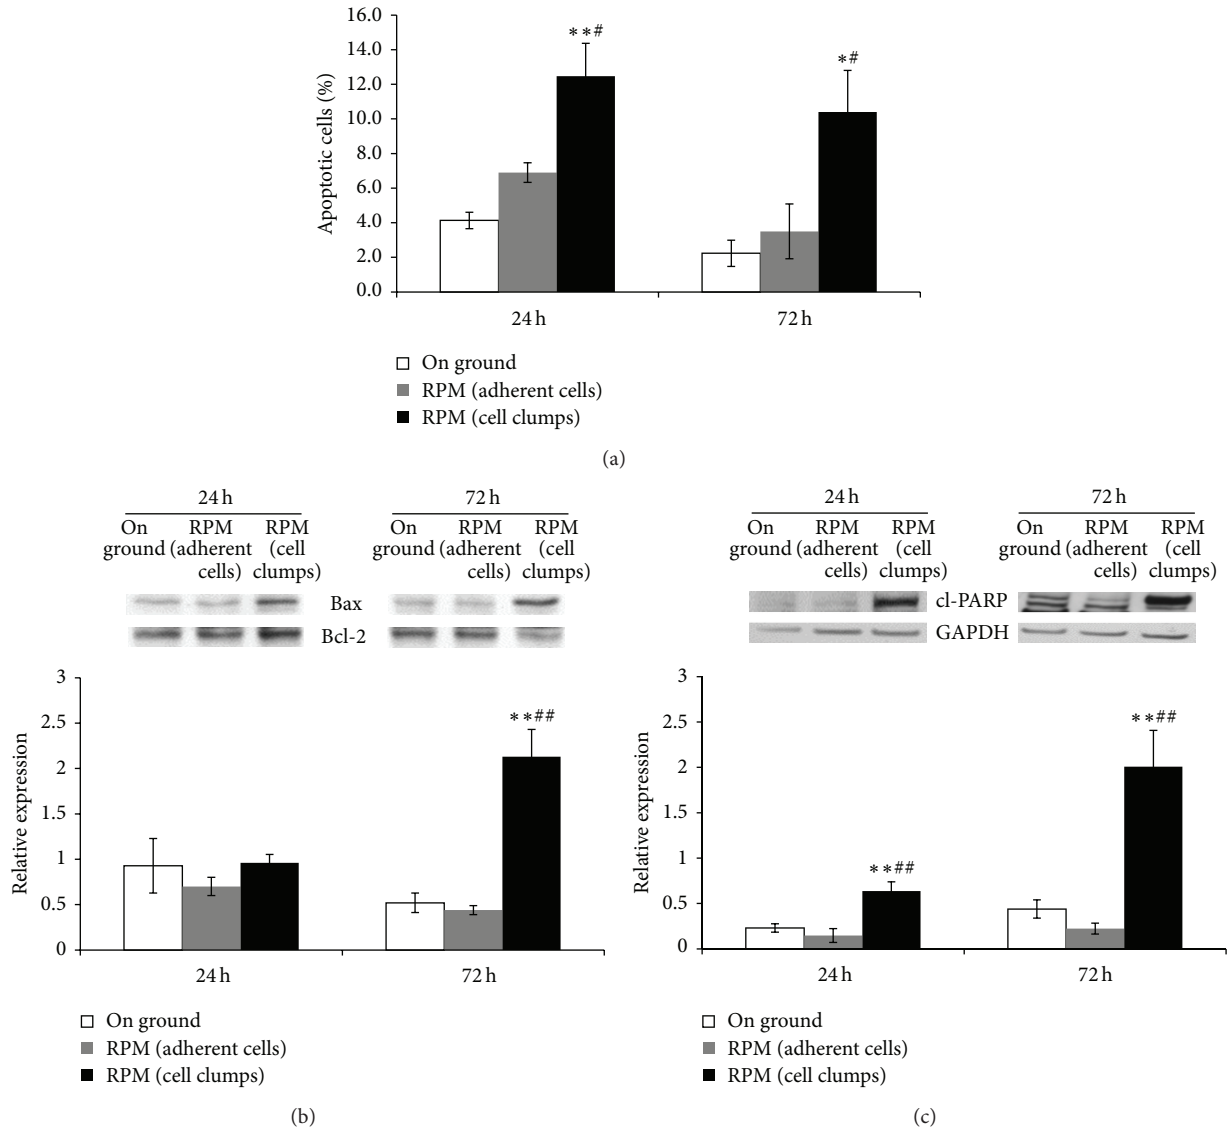 16.0
14.0
12.0
10.0
8.0
6.0
4.0
2.0
0.0
Apoptotic cells (%)
**#
*#
24 h
72 h
On ground
RPM (adherent cells)
RPM (cell clumps)
(a)
24 h
72 h
On ground
RPM (adherent cells)
RPM (cell clumps)
On ground
RPM (adherent cells)
RPM (cell clumps)
Bax
Bcl-2
3
2.5
2
1.5
1
0.5
0
Relative expression
**##
24 h
72 h
On ground
RPM (adherent cells)
RPM (cell clumps)
(b)
24 h
72 h
On ground
RPM (adherent cells)
RPM (cell clumps)
On ground
RPM (adherent cells)
RPM (cell clumps)
cl-PARP
GAPDH
3
2.5
2
1.5
1
0.5
0
Relative expression
**##
**##
24 h
72 h
On ground
RPM (adherent cells)
RPM (cell clumps)
(c)